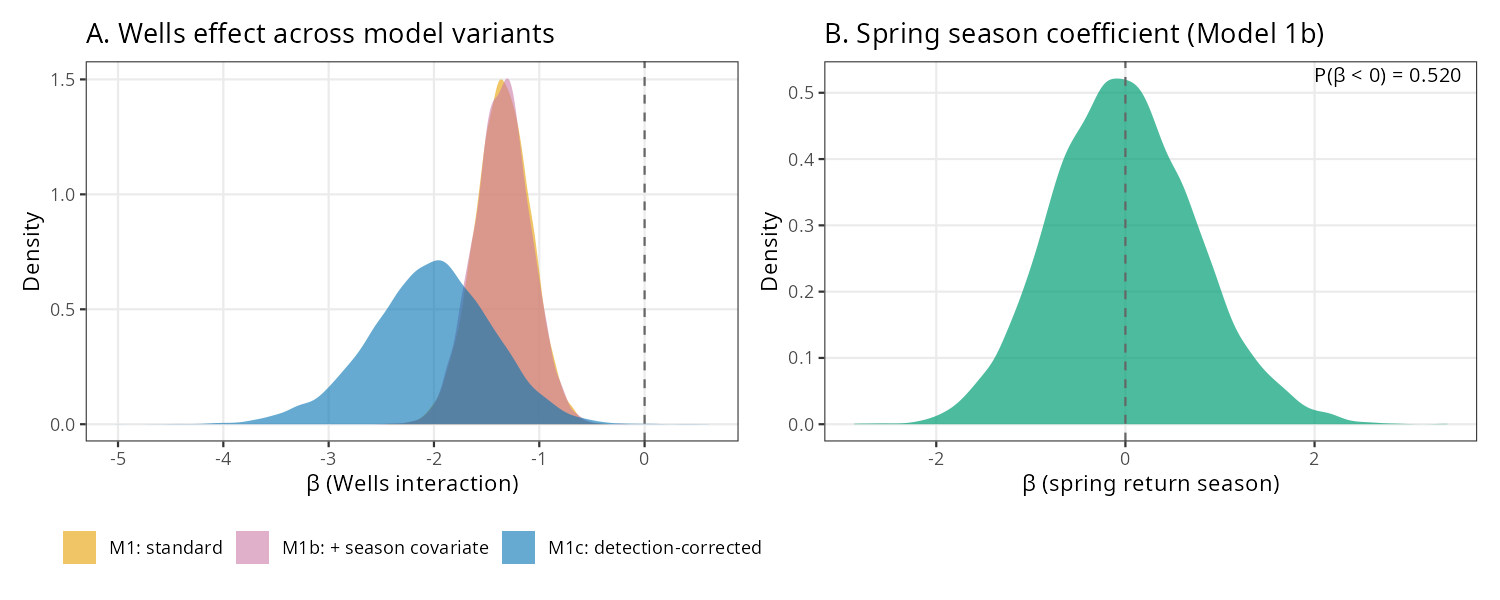 A. Wells effect across model variants
1.5
1.0
0.5
0.0
Density
-5 -4 -3 -2 -1 0
β (Wells interaction)
B. Spring season coefficient (Model 1b)
P(β < 0) = 0.520
0.5
0.4
0.3
0.2
0.1
0.0
Density
-2 0 2
β (spring return season)
M1: standard M1b: + season covariate M1c: detection-corrected